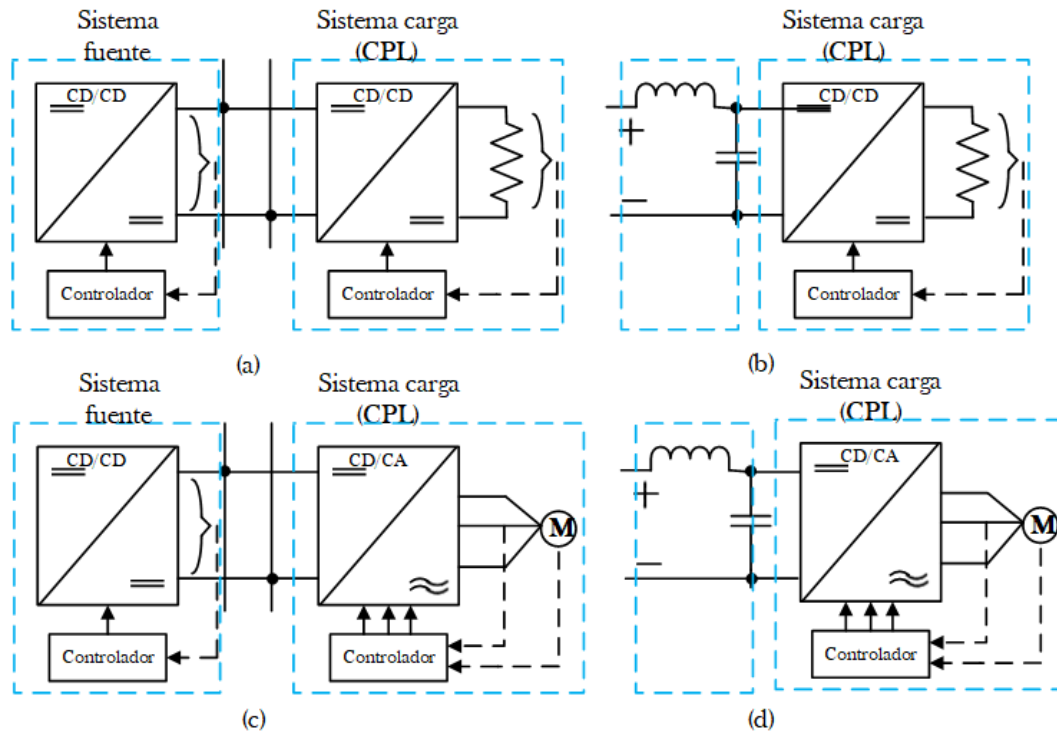 Sistema
fuente
Sistema carga
(CPL)
CD/CD
CD/CD
Controlador
Controlador
(a)
Sistema carga
(CPL)
CD/CD
+
−
Controlador
(b)
Sistema
fuente
Sistema carga
(CPL)
CD/CD
CD/CA
M
Controlador
Controlador
(c)
Sistema carga
(CPL)
CD/CA
+
−
M
Controlador
(d)